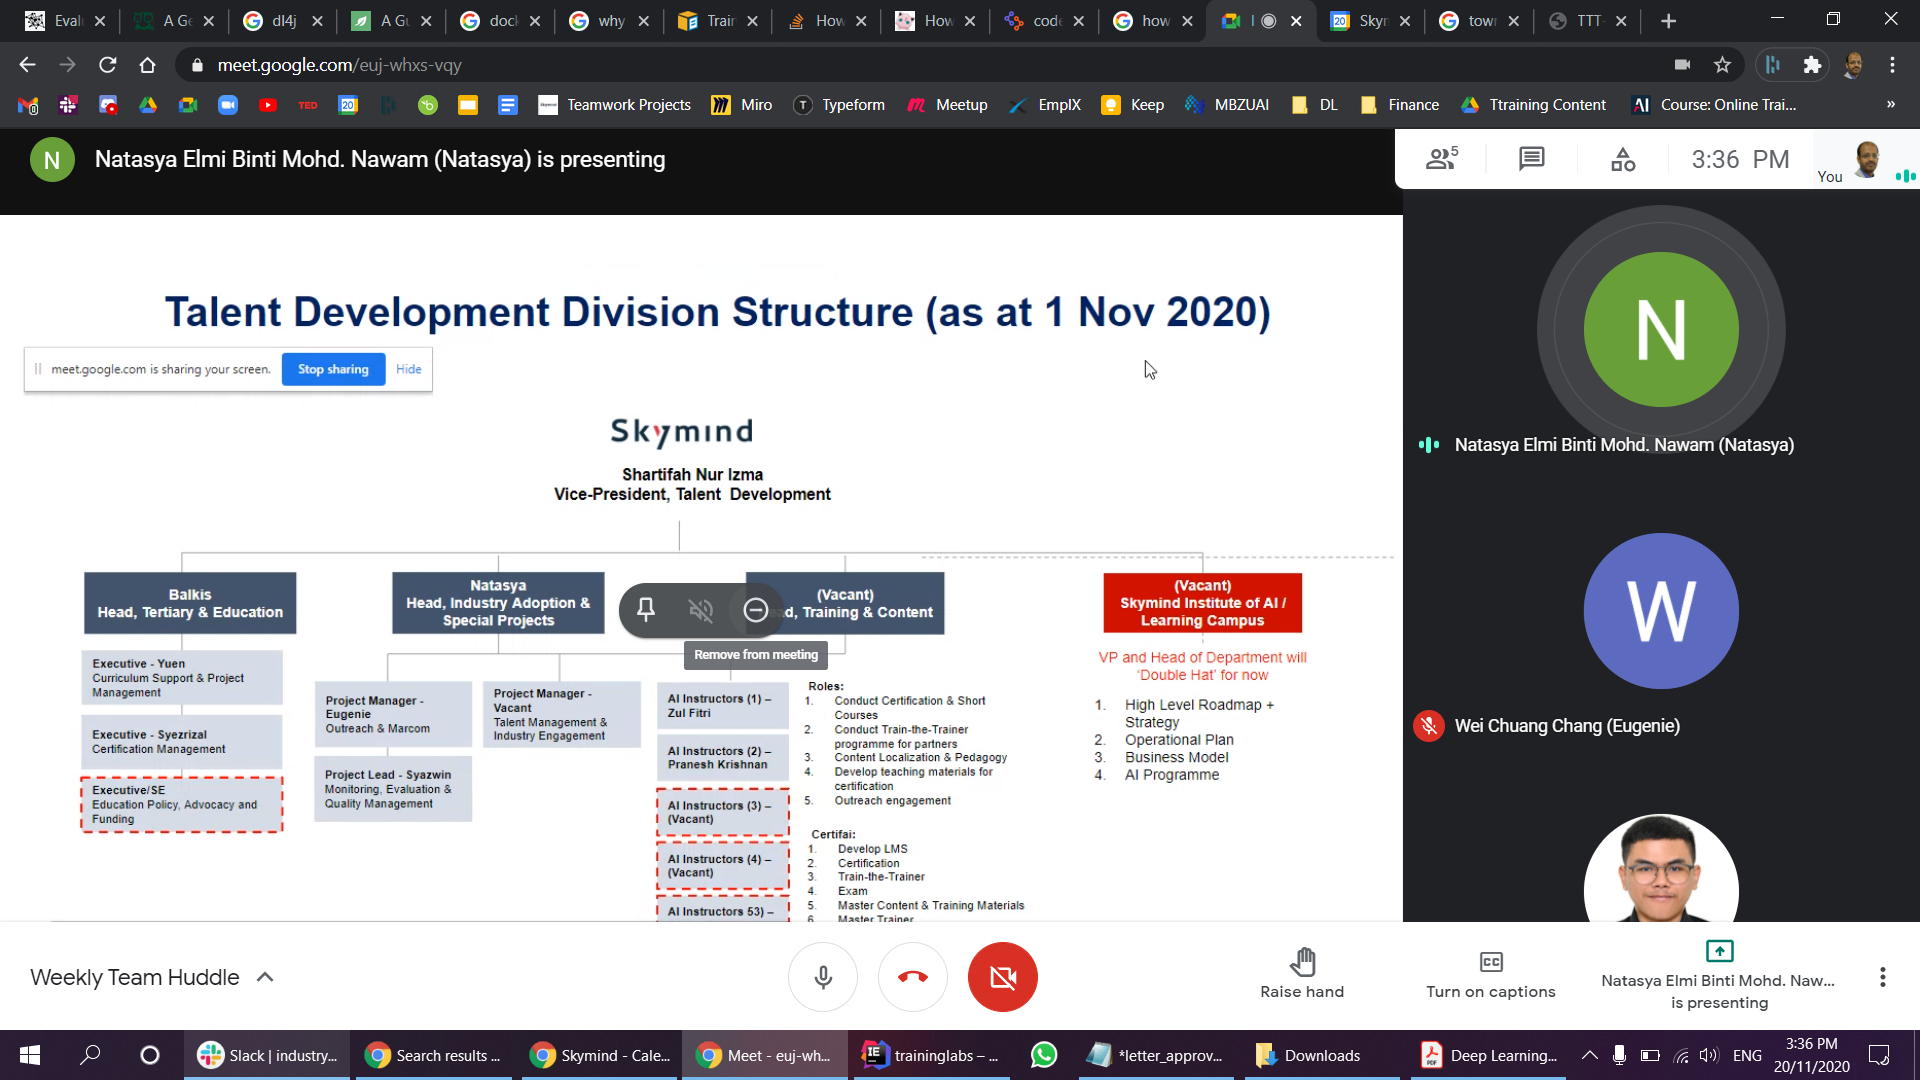 Eval
A Ge
dl4j
A Gu
dock
why
Train
How
How
code
how
I
Skyn
town
TTT-
meet.google.com/euj-whxs-vqy
Teamwork Projects
Miro
Typeform
Meetup
EmpIX
Keep
MBZUAI
DL
Finance
Ttraining Content
Course: Online Trai...
N
Natasya Elmi Binti Mohd. Nawam (Natasya) is presenting
5
3:36 PM
You
Talent Development Division Structure (as at 1 Nov 2020)
meet.google.com is sharing your screen.
Stop sharing
Hide
Skymind
Shartifah Nur Izma
Vice-President, Talent Development
Balkis
Head, Tertiary & Education
Natasya
Head, Industry Adoption &
Special Projects
(Vacant)
ad, Training & Content
(Vacant)
Skymind Institute of AI /
Learning Campus
Remove from meeting
Executive - Yuen
Curriculum Support & Project
Management
Executive - Syezrizal
Certification Management
Executive/SE
Education Policy, Advocacy and
Funding
Project Manager -
Eugenie
Outreach & Marcom
Project Lead - Syazwin
Monitoring, Evaluation &
Quality Management
Project Manager -
Vacant
Talent Management &
Industry Engagement
AI Instructors (1) –
Zul Fitri
AI Instructors (2) –
Pranesh Krishnan
AI Instructors (3) –
(Vacant)
AI Instructors (4) –
(Vacant)
AI Instructors 53) –
Roles:
1. Conduct Certification & Short
Courses
2. Conduct Train-the-Trainer
programme for partners
3. Content Localization & Pedagogy
4. Develop teaching materials for
certification
5. Outreach engagement
Certifai:
1. Develop LMS
2. Certification
3. Train-the-Trainer
4. Exam
5. Master Content & Training Materials
6. Master Trainer
VP and Head of Department will
'Double Hat' for now
1. High Level Roadmap +
Strategy
2. Operational Plan
3. Business Model
4. AI Programme
N
Natasya Elmi Binti Mohd. Nawam (Natasya)
W
Wei Chuang Chang (Eugenie)
Weekly Team Huddle
Raise hand
Turn on captions
Natasya Elmi Binti Mohd. Naw...
is presenting
Slack | industry...
Search results ...
Skymind - Cale...
Meet - euj-wh...
traininglabs – ...
*letter_approv...
Downloads
Deep Learning...
ENG
3:36 PM
20/11/2020